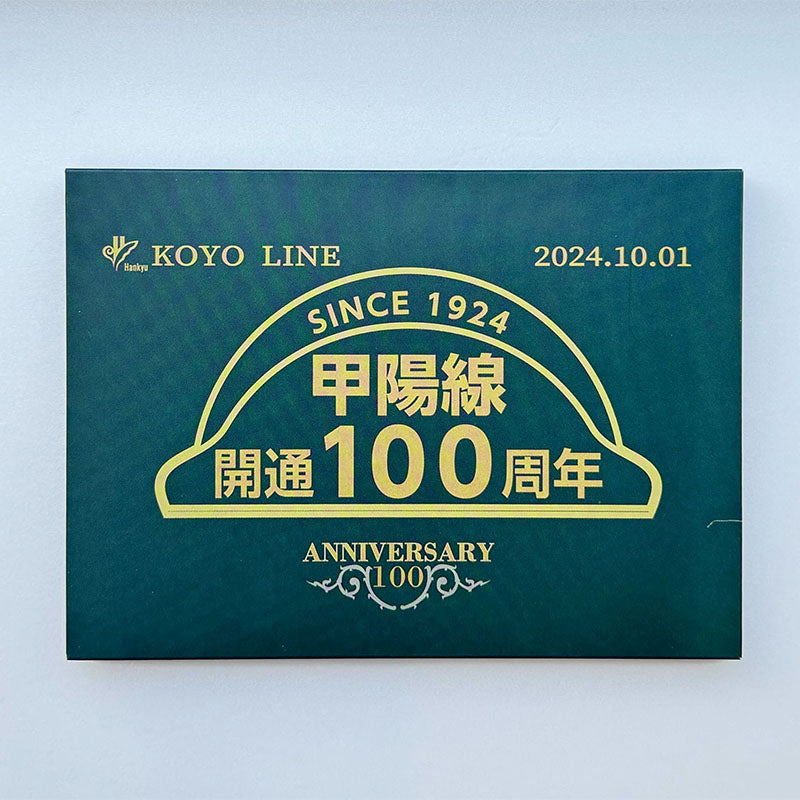 Hankyu KOYO LINE 2024.10.01
SINCE 1924
甲陽線
開通100周年
ANNIVERSARY
100